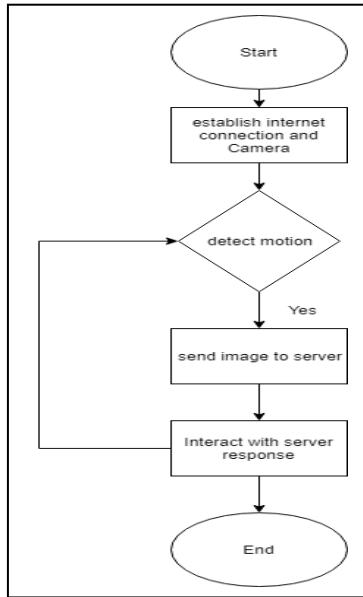 Start
establish internet
connection and
Camera
detect motion
Yes
send image to server
Interact with server
response
End